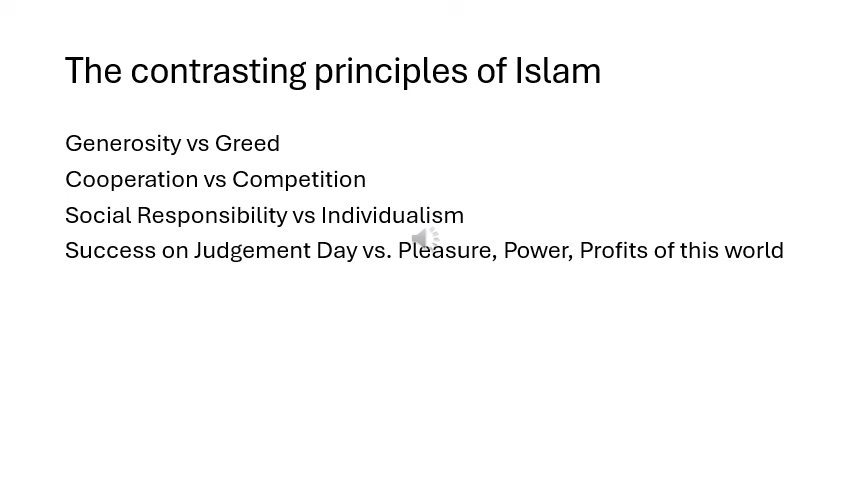 The contrasting principles of Islam
Generosity vs Greed
Cooperation vs Competition
Social Responsibility vs Individualism
Success on Judgement Day vs. Pleasure, Power, Profits of this world